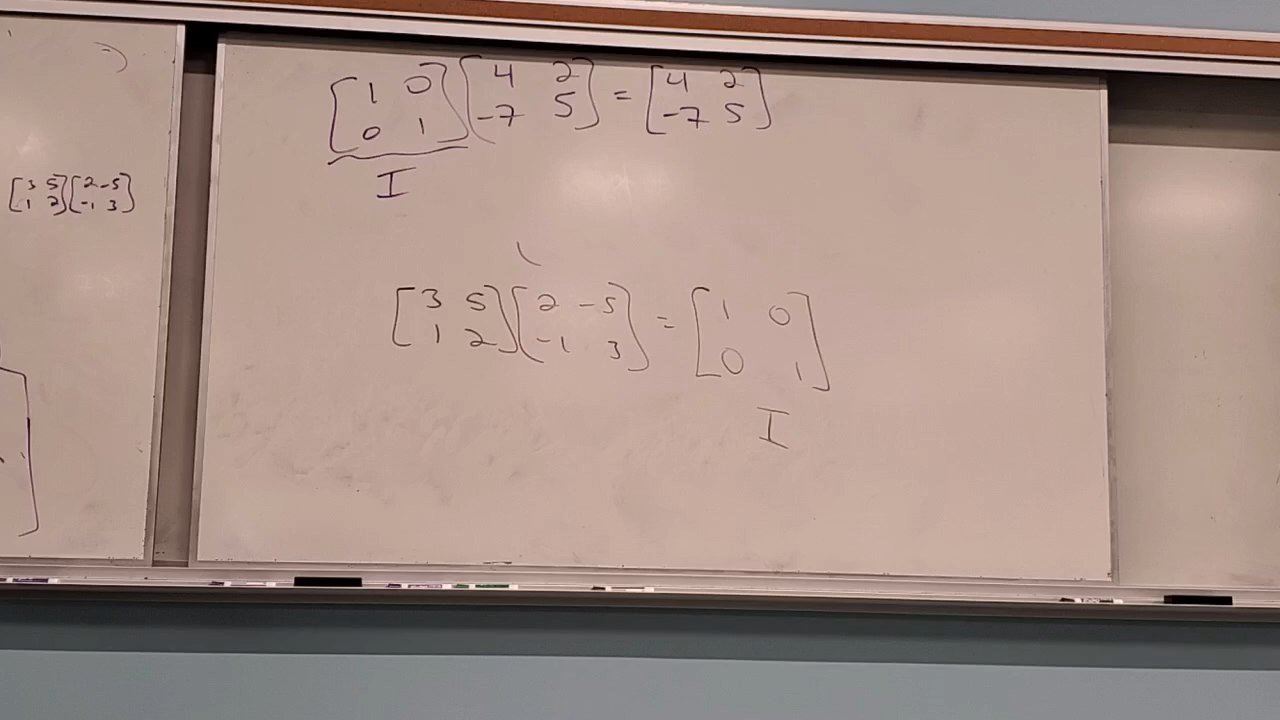 [3 5][2 -5]
[1 2][-1 3]
[1 0][4 2] = [4 2]
[0 1][-7 5] [-7 5]
I
[3 5][2 -5] = [1 0]
[1 2][-1 3] [0 1]
I